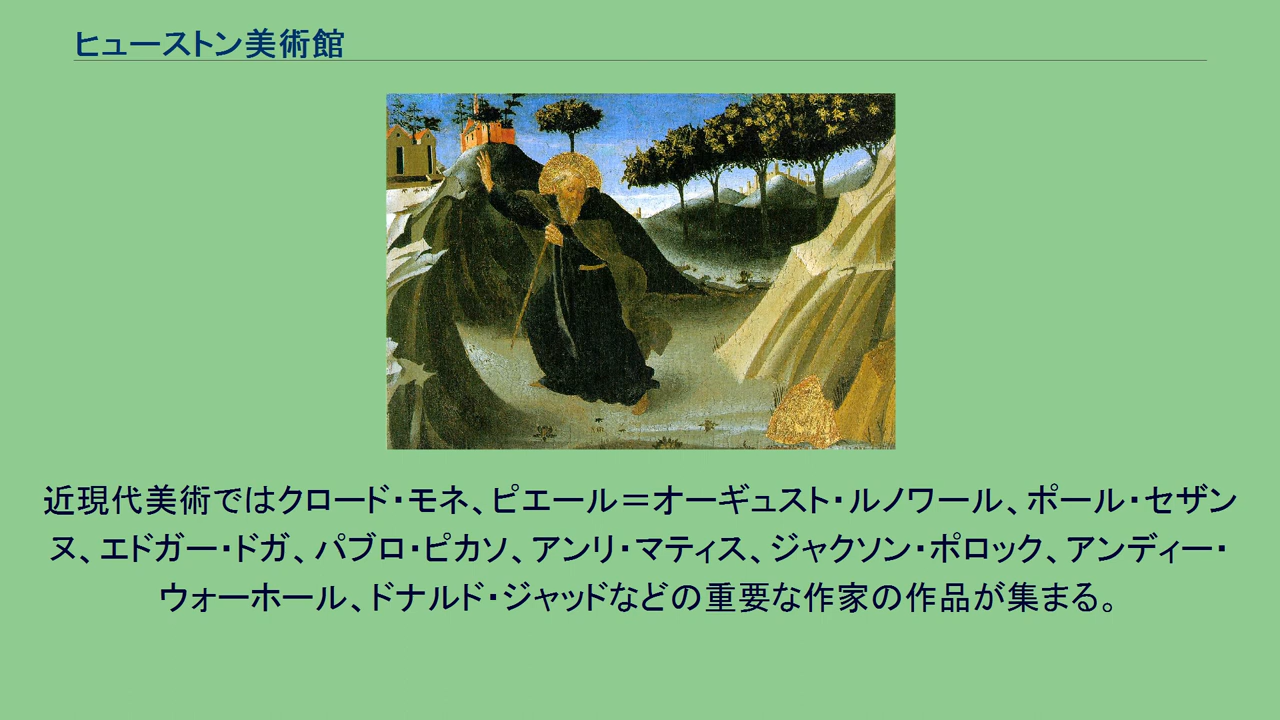 ヒューストン美術館
近現代美術ではクロード・モネ、ピエール＝オーギュスト・ルノワール、ポール・セザン
ヌ、エドガー・ドガ、パブロ・ピカソ、アンリ・マティス、ジャクソン・ポロック、アンディー・
ウォーホール、ドナルド・ジャッドなどの重要な作家の作品が集まる。